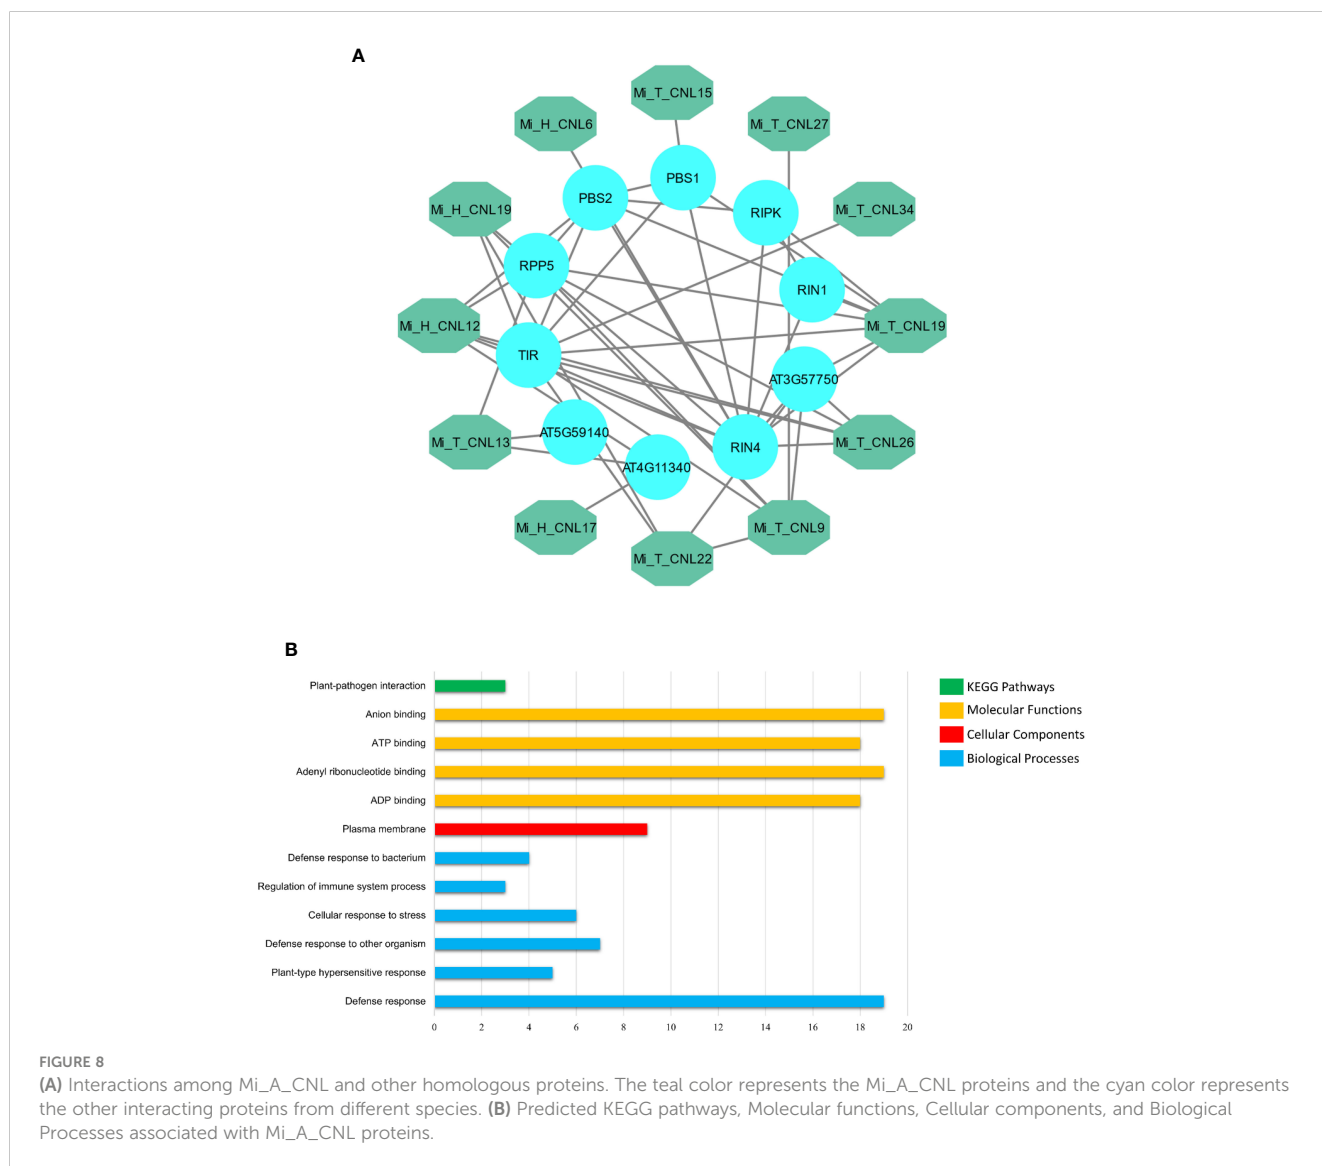 A
Mi_T_CNL15
Mi_H_CNL6
Mi_T_CNL27
PBS1
PBS2
RIPK
Mi_H_CNL19
Mi_T_CNL34
RPP5
RIN1
Mi_H_CNL12
Mi_T_CNL19
TIR
AT3G57750
AT5G59140
Mi_T_CNL13
RIN4
Mi_T_CNL26
AT4G11340
Mi_H_CNL17
Mi_T_CNL9
Mi_T_CNL22
B
Plant-pathogen interaction
Anion binding
ATP binding
Adenyl ribonucleotide binding
ADP binding
Plasma membrane
Defense response to bacterium
Regulation of immune system process
Cellular response to stress
Defense response to other organism
Plant-type hypersensitive response
Defense response
0 2 4 6 8 10 12 14 16 18 20
KEGG Pathways
Molecular Functions
Cellular Components
Biological Processes
FIGURE 8
(A) Interactions among Mi_A_CNL and other homologous proteins. The teal color represents the Mi_A_CNL proteins and the cyan color represents
the other interacting proteins from different species. (B) Predicted KEGG pathways, Molecular functions, Cellular components, and Biological
Processes associated with Mi_A_CNL proteins.